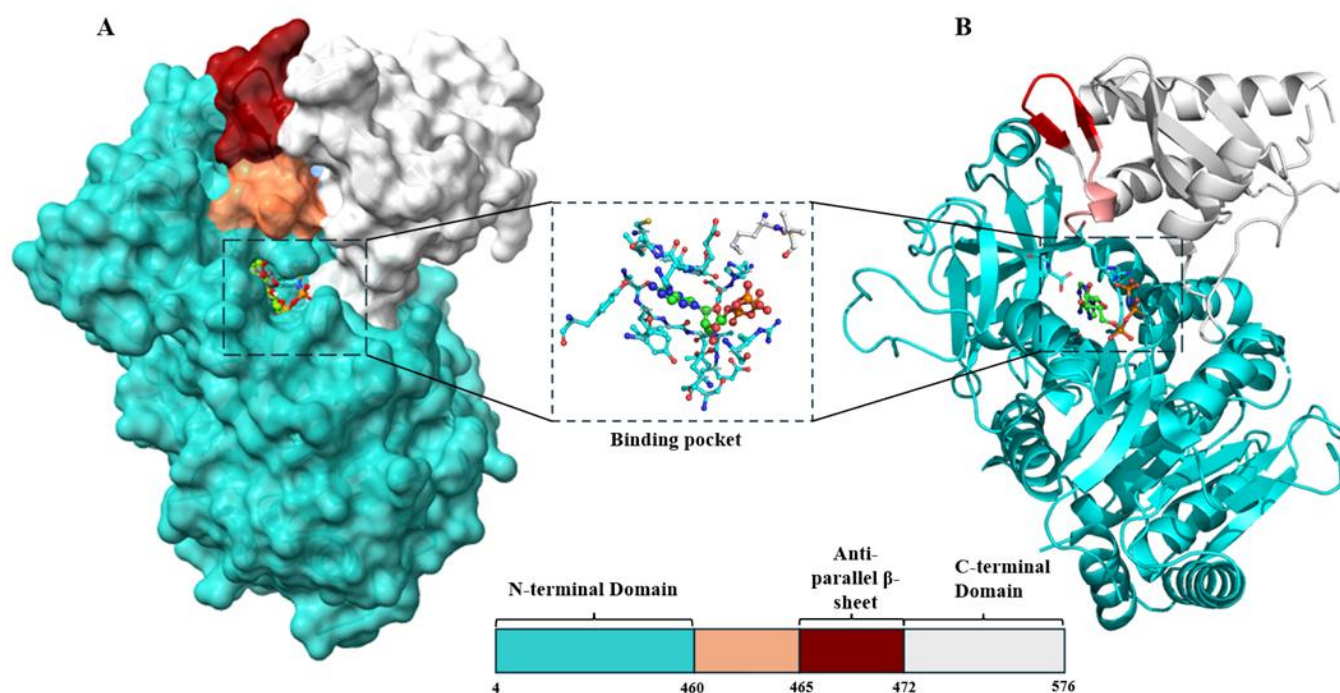 A
B
Binding pocket
N-terminal Domain
Anti-
parallel β-
sheet
C-terminal
Domain
4
460
465
472
576